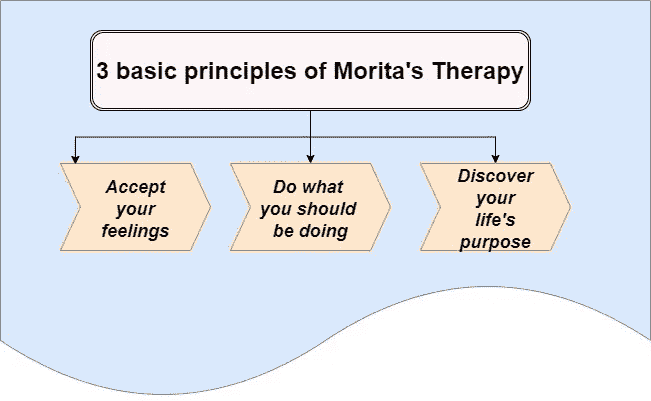 3 basic principles of Morita's Therapy
Accept
your
feelings
Do what
you should
be doing
Discover
your
life's
purpose